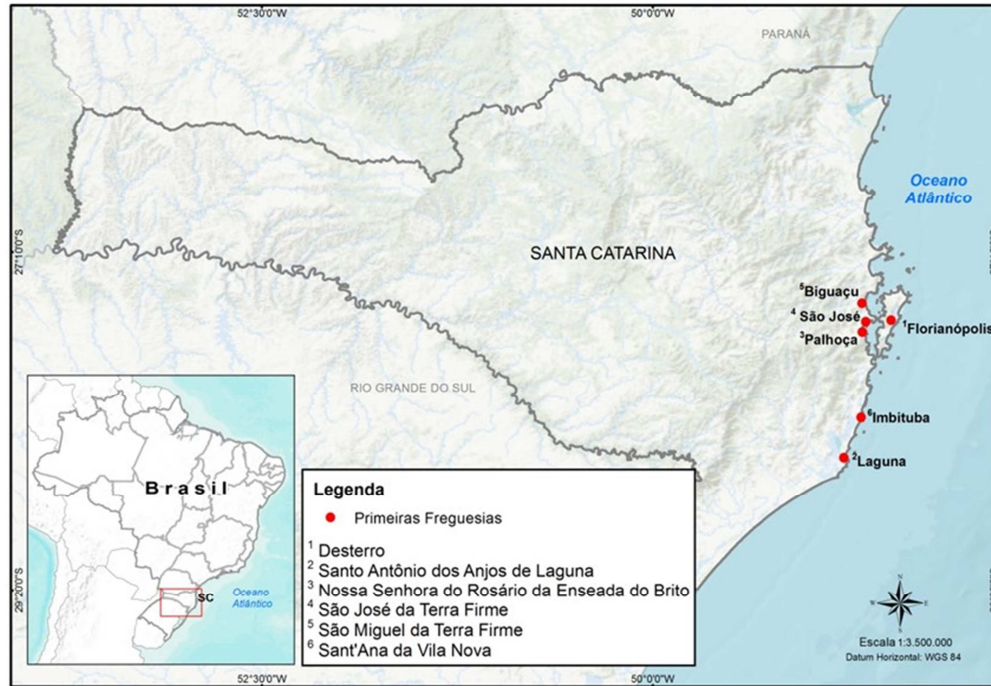 52°30'0"W
50°0'0"W
PARANÁ
Oceano
Atlântico
27°10'0"S
SANTA CATARINA
⁵Biguaçu
⁴ São José
¹Florianópolis
³Palhoça
RIO GRANDE DO SUL
⁶Imbituba
²Laguna
Brasil
SC
Oceano
Atlântico
Legenda
Primeiras Freguesias
¹ Desterro
² Santo Antônio dos Anjos de Laguna
³ Nossa Senhora do Rosário da Enseada do Brito
⁴ São José da Terra Firme
⁵ São Miguel da Terra Firme
⁶ Sant'Ana da Vila Nova
29°20'0"S
N
W
E
S
Escala 1:3.500.000
Datum Horizontal: WGS 84
52°30'0"W
50°0'0"W